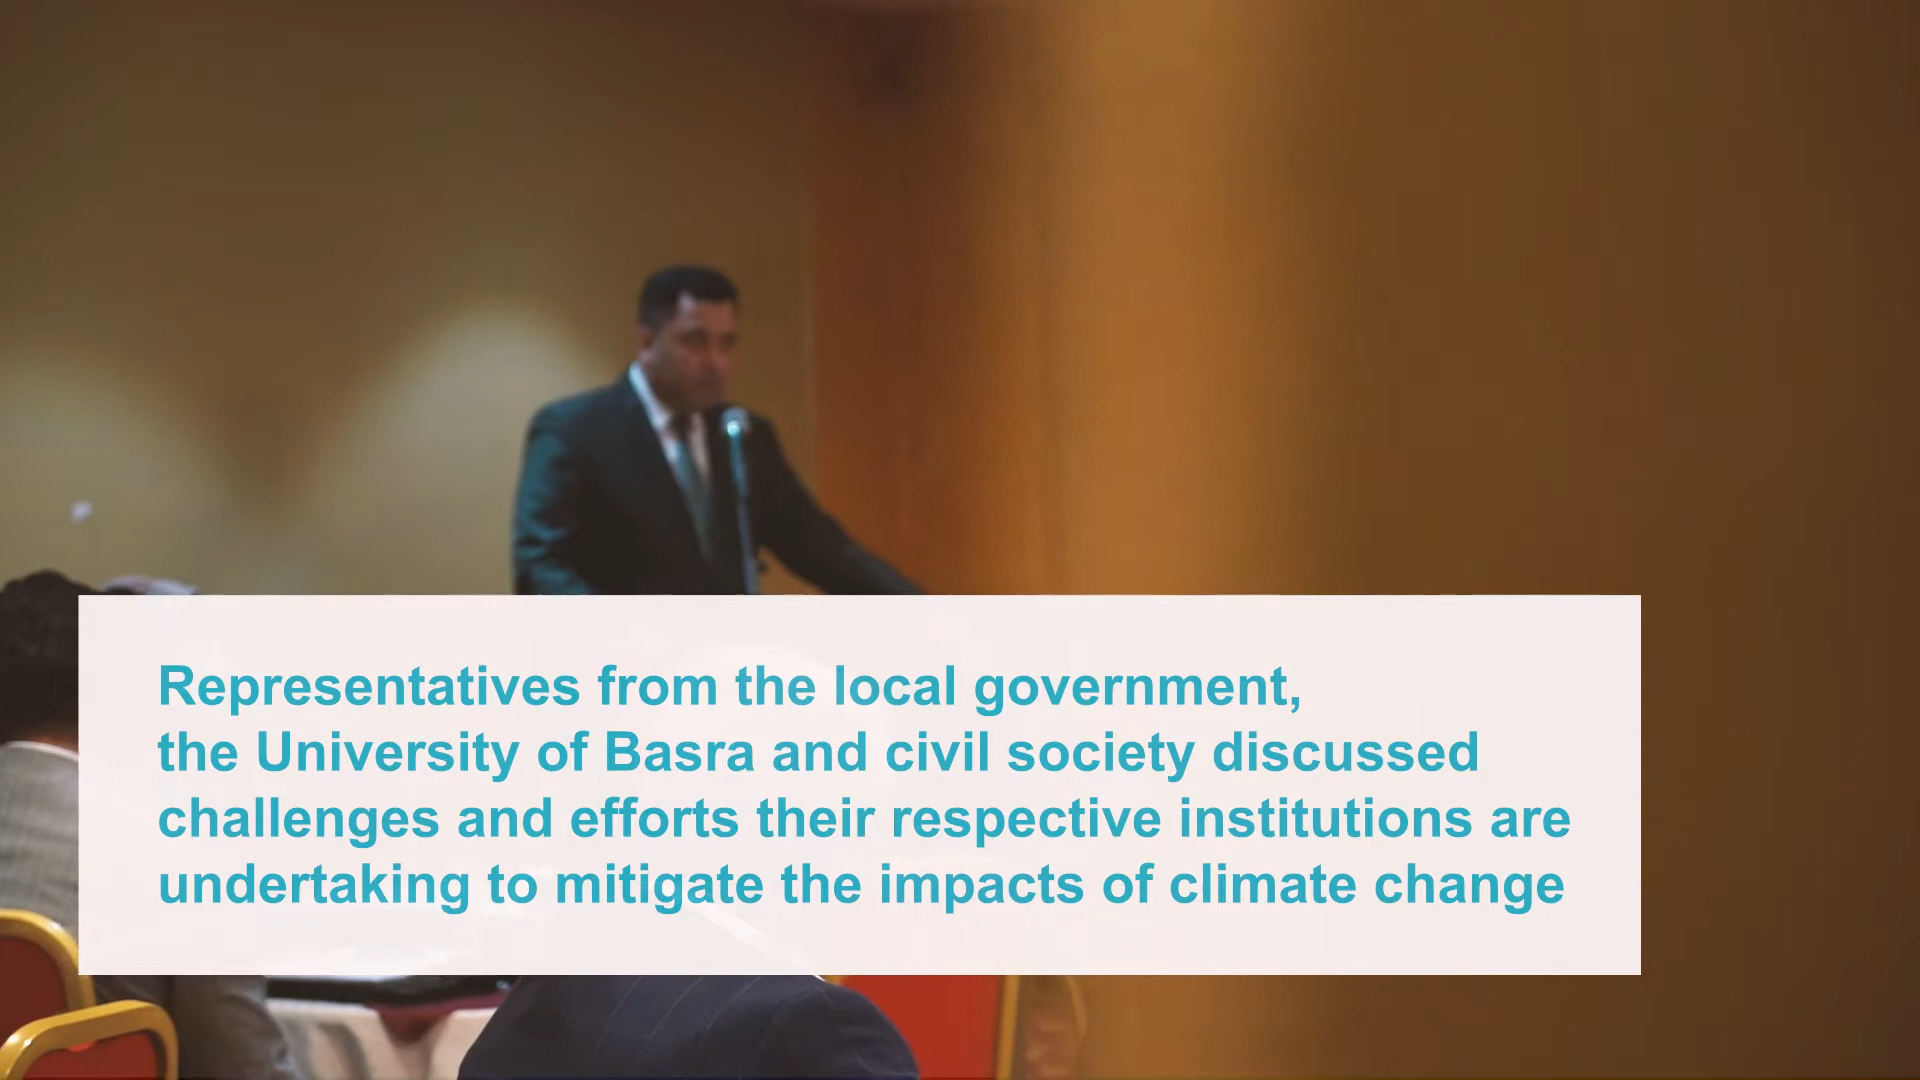 Representatives from the local government,
the University of Basra and civil society discussed
challenges and efforts their respective institutions are
undertaking to mitigate the impacts of climate change